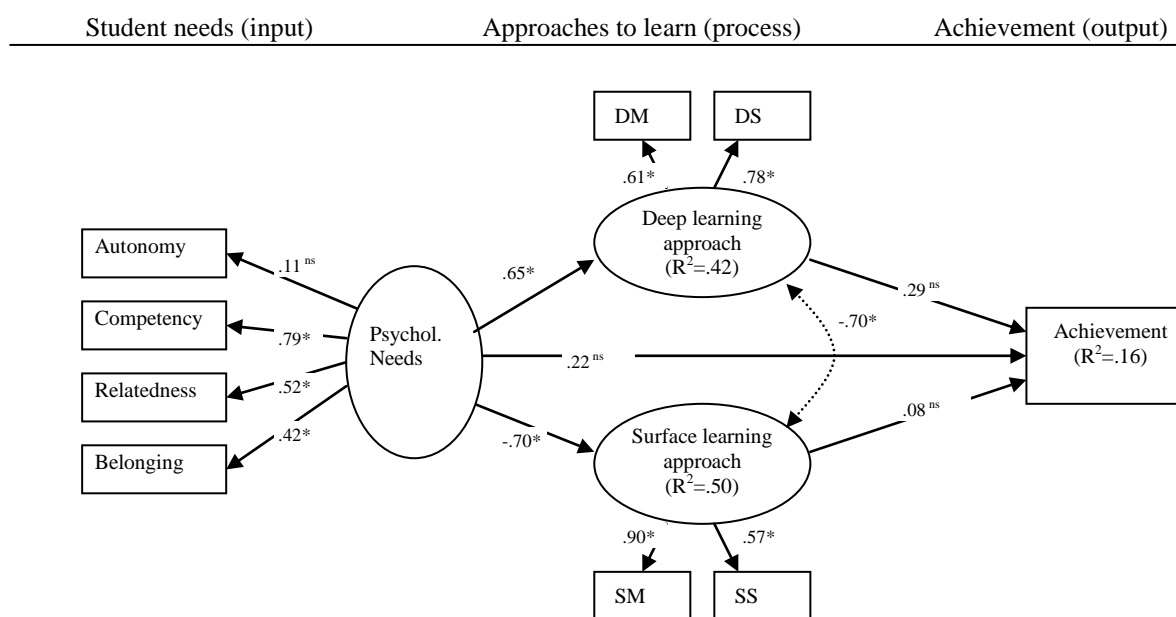 Student needs (input) Approaches to learn (process) Achievement (output)
DM DS
.61* .78*
Deep learning
approach
(R²=.42)
Autonomy
.11 ns
.65*
.29 ns
Competency
.79*
Psychol.
Needs
-.70*
Achievement
(R²=.16)
.22 ns
Relatedness
.52*
.08 ns
.42*
-.70*
Surface learning
approach
(R²=.50)
Belonging
.90* .57*
SM SS